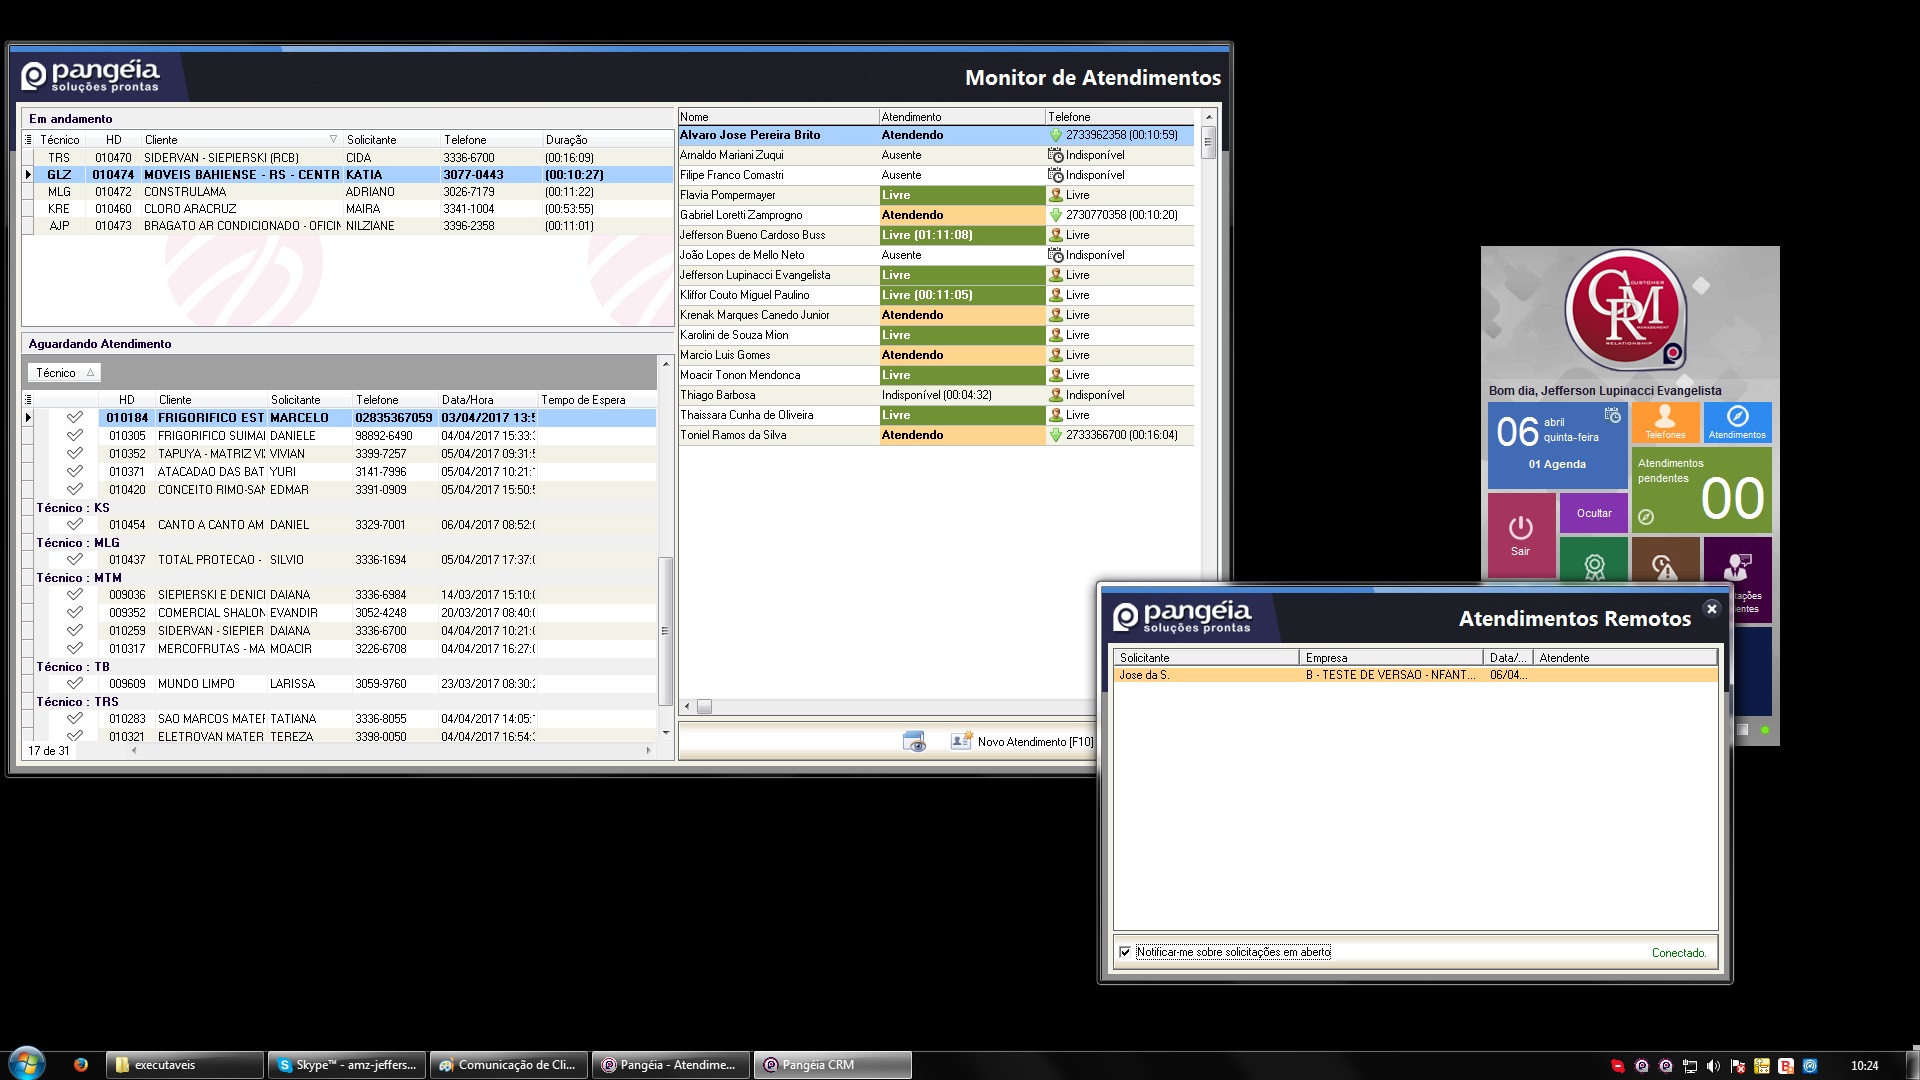 pangéia
soluções prontas
Monitor de Atendimentos
Em andamento
Técnico HD Cliente Solicitante Telefone Duração
TRS 010470 SIDERVAN - SIEPIERSKI (RCB) CIDA 3336-6700 (00:16:09)
GLZ 010474 MOVEIS BAHIENSE - RS - CENTR KATIA 3077-0443 (00:10:27)
MLG 010472 CONSTRULAMA ADRIANO 3026-7179 (00:11:22)
KRE 010460 CLORO ARACRUZ MAIRA 3341-1004 (00:53:55)
AJP 010473 BRAGATO AR CONDICIONADO - OFICIN NILZIANE 3396-2358 (00:11:01)
Aguardando Atendimento
Técnico
HD Cliente Solicitante Telefone Data/Hora Tempo de Espera
010184 FRIGORIFICO EST MARCELO 02835367059 03/04/2017 13:5
010305 FRIGORIFICO SUIMAI DANIELE 98892-6490 04/04/2017 15:33:
010352 TAPUYA - MATRIZ VI VIVIAN 3399-7257 05/04/2017 09:31:
010371 ATACADAO DAS BAT YURI 3141-7996 05/04/2017 10:21:
010420 CONCEITO RIMO-SAN EDMAR 3391-0909 05/04/2017 15:50:
Técnico : KS
010454 CANTO A CANTO AM DANIEL 3329-7001 06/04/2017 08:52:
Técnico : MLG
010437 TOTAL PROTECAO - SILVIO 3336-1694 05/04/2017 17:37:
Técnico : MTM
009036 SIEPIERSKI E DENICI DAIANA 3336-6984 14/03/2017 15:10:
009352 COMERCIAL SHALON EVANDIR 3052-4248 20/03/2017 08:40:
010259 SIDERVAN - SIEPIER DAIANA 3336-6700 04/04/2017 10:21:
010317 MERCOFRUTAS - MA MOACIR 3226-6708 04/04/2017 16:27:
Técnico : TB
009609 MUNDO LIMPO LARISSA 3059-9760 23/03/2017 08:30:
Técnico : TRS
010283 SAO MARCOS MATEF TATIANA 3336-8055 04/04/2017 14:05:
010321 ELETROVAN MATER TEREZA 3398-0050 04/04/2017 16:54:
17 de 31
Nome Atendimento Telefone
Alvaro Jose Pereira Brito Atendendo 2733962358 (00:10:59)
Arnaldo Mariani Zuqui Ausente Indisponível
Filipe Franco Comastri Ausente Indisponível
Flavia Pompermayer Livre Livre
Gabriel Loretti Zamprogno Atendendo 2730770358 (00:10:20)
Jefferson Bueno Cardoso Buss Livre (01:11:08) Livre
João Lopes de Mello Neto Ausente Indisponível
Jefferson Lupinacci Evangelista Livre Livre
Kliffor Couto Miguel Paulino Livre (00:11:05) Livre
Krenak Marques Canedo Junior Atendendo Livre
Karolini de Souza Mion Livre Livre
Marcio Luis Gomes Atendendo Livre
Moacir Tonon Mendonca Livre Livre
Thiago Barbosa Indisponível (00:04:32) Indisponível
Thaissara Cunha de Oliveira Livre Livre
Toniel Ramos da Silva Atendendo 2733366700 (00:16:04)
Novo Atendimento [F10]
CUSTOMER
CRM
MANAGEMENT
RELATIONSHIP
Bom dia, Jefferson Lupinacci Evangelista
06 abril
quinta-feira
01 Agenda
Telefones
Atendimentos
Atendimentos
pendentes
00
Sair
Ocultar
tações
entes
pangéia
soluções prontas
Atendimentos Remotos
Solicitante Empresa Data/... Atendente
Jose da S. B - TESTE DE VERSAO - NFANT... 06/04...
Notificar-me sobre solicitações em aberto
Conectado.
executaveis
Skype™ - amz-jeffers...
Comunicação de Cli...
Pangéia - Atendime...
Pangéia CRM
10:24